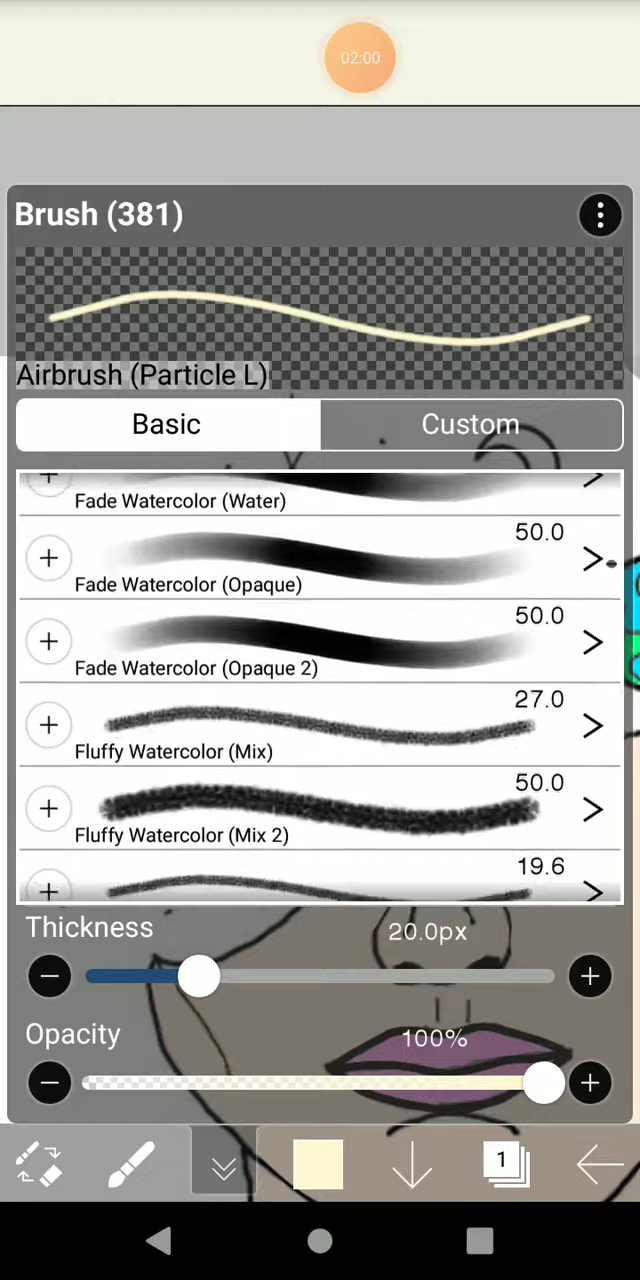 02:00
Brush (381)
Airbrush (Particle L)
Basic Custom
Fade Watercolor (Water)
50.0
Fade Watercolor (Opaque)
50.0
Fade Watercolor (Opaque 2)
27.0
Fluffy Watercolor (Mix)
50.0
Fluffy Watercolor (Mix 2)
19.6
Thickness 20.0px
Opacity 100%
1